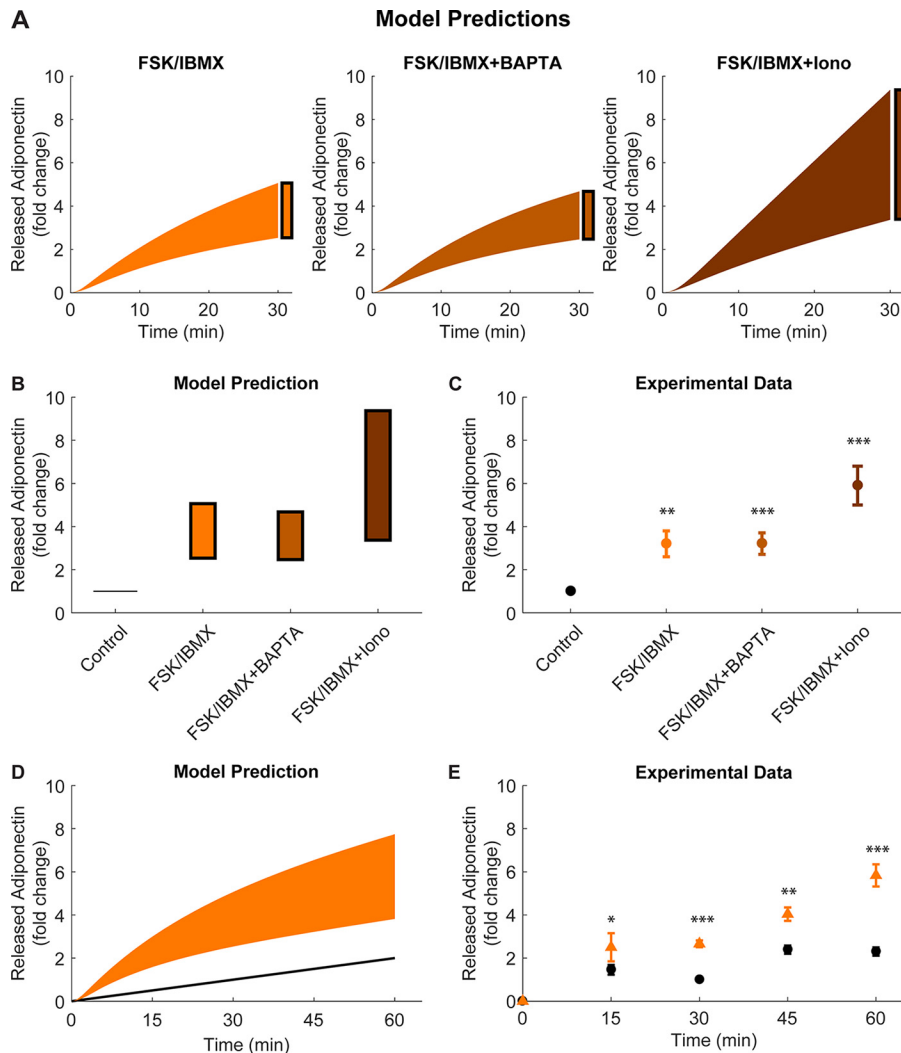 A
Model Predictions
FSK/IBMX
FSK/IBMX+BAPTA
FSK/IBMX+Iono
Released Adiponectin
(fold change)
10
8
6
4
2
0
0 10 20 30
Time (min)
Released Adiponectin
(fold change)
10
8
6
4
2
0
0 10 20 30
Time (min)
Released Adiponectin
(fold change)
10
8
6
4
2
0
0 10 20 30
Time (min)
B
Model Prediction
Released Adiponectin
(fold change)
10
8
6
4
2
0
Control
FSK/IBMX
FSK/IBMX+BAPTA
FSK/IBMX+Iono
C
Experimental Data
Released Adiponectin
(fold change)
10
8
6
4
2
0
**
***
***
Control
FSK/IBMX
FSK/IBMX+BAPTA
FSK/IBMX+Iono
D
Model Prediction
Released Adiponectin
(fold change)
10
8
6
4
2
0
0 15 30 45 60
Time (min)
E
Experimental Data
Released Adiponectin
(fold change)
10
8
6
4
2
0
*
***
**
***
0 15 30 45 60
Time (min)